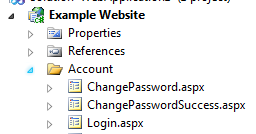 Example Website
Properties
References
Account
ChangePassword.aspx
ChangePasswordSuccess.aspx
Login.aspx